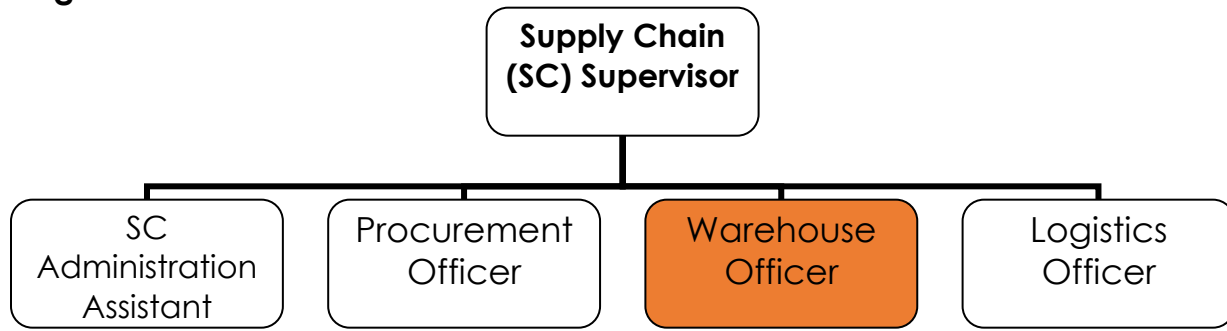 Supply Chain
(SC) Supervisor
SC
Administration
Assistant
Procurement
Officer
Warehouse
Officer
Logistics
Officer